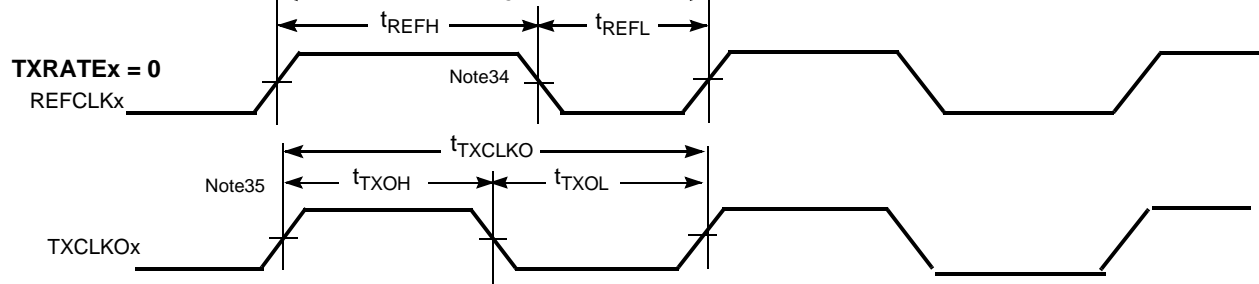 tREFH
tREFL
TXRATEx = 0
Note34
REFCLKx
tTXCLKO
Note35
tTXOH
tTXOL
TXCLKOx